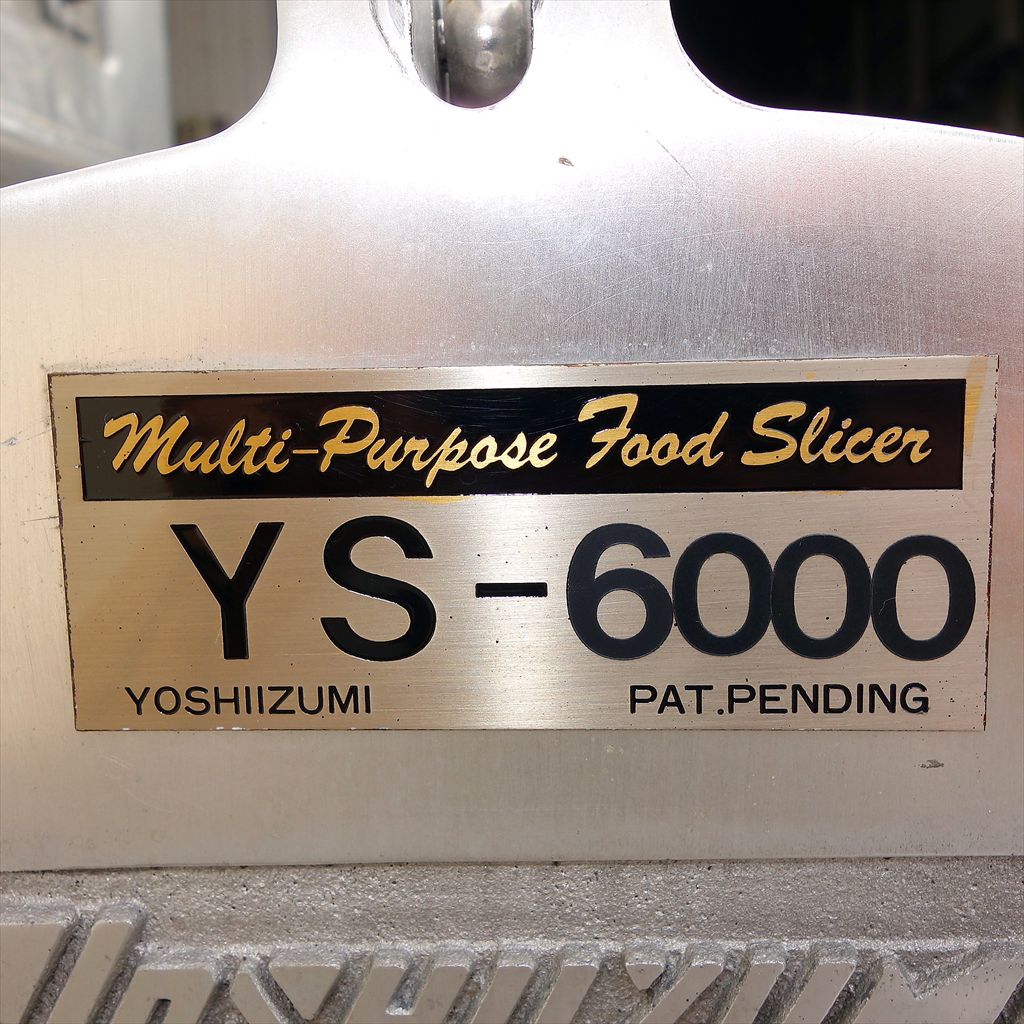 Multi-Purpose Food Slicer
YS-6000
YOSHIIZUMI PAT.PENDING